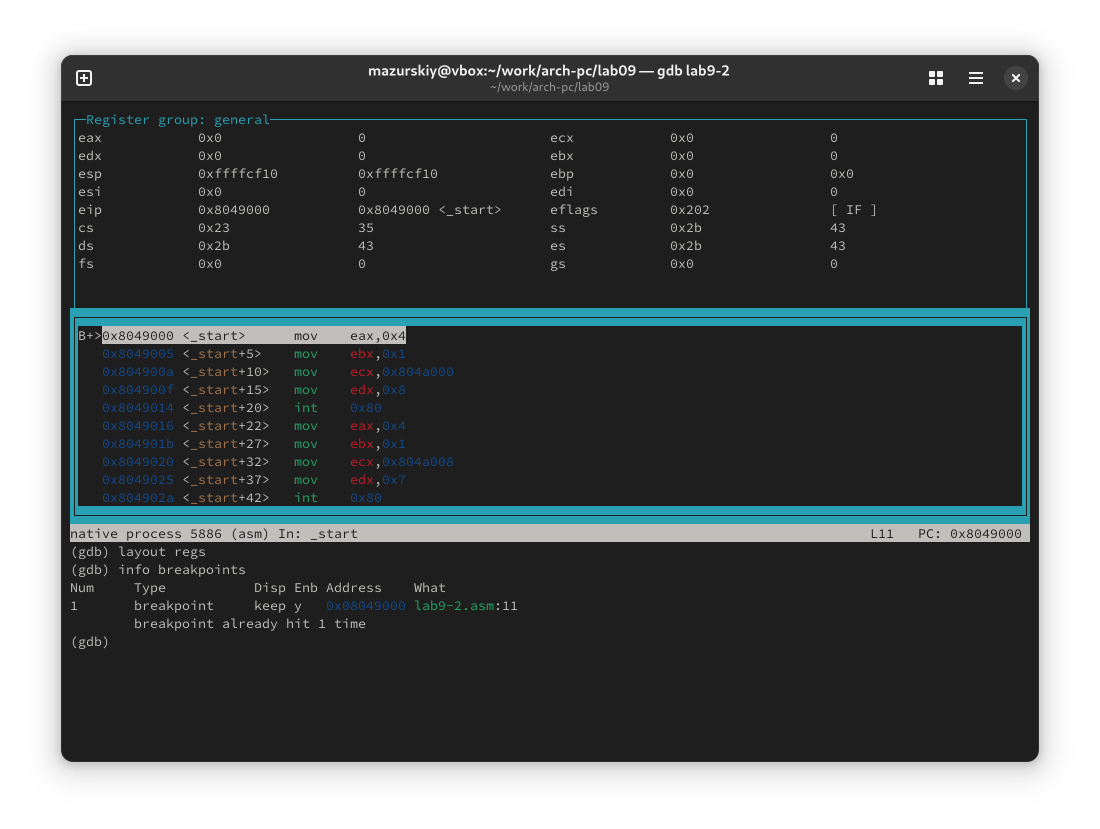 mazurskiy@vbox:~/work/arch-pc/lab09 — gdb lab9-2
~/work/arch-pc/lab09
Register group: general
eax 0x0 0 ecx 0x0 0
edx 0x0 0 ebx 0x0 0
esp 0xffffcf10 0xffffcf10 ebp 0x0 0x0
esi 0x0 0 edi 0x0 0
eip 0x8049000 0x8049000 <_start> eflags 0x202 [ IF ]
cs 0x23 35 ss 0x2b 43
ds 0x2b 43 es 0x2b 43
fs 0x0 0 gs 0x0 0
B+>0x8049000 <_start> mov eax,0x4
0x8049005 <_start+5> mov ebx,0x1
0x804900a <_start+10> mov ecx,0x804a000
0x804900f <_start+15> mov edx,0x8
0x8049014 <_start+20> int 0x80
0x8049016 <_start+22> mov eax,0x4
0x804901b <_start+27> mov ebx,0x1
0x8049020 <_start+32> mov ecx,0x804a008
0x8049025 <_start+37> mov edx,0x7
0x804902a <_start+42> int 0x80
native process 5886 (asm) In: _start L11 PC: 0x8049000
(gdb) layout regs
(gdb) info breakpoints
Num Type Disp Enb Address What
1 breakpoint keep y 0x08049000 lab9-2.asm:11
breakpoint already hit 1 time
(gdb)